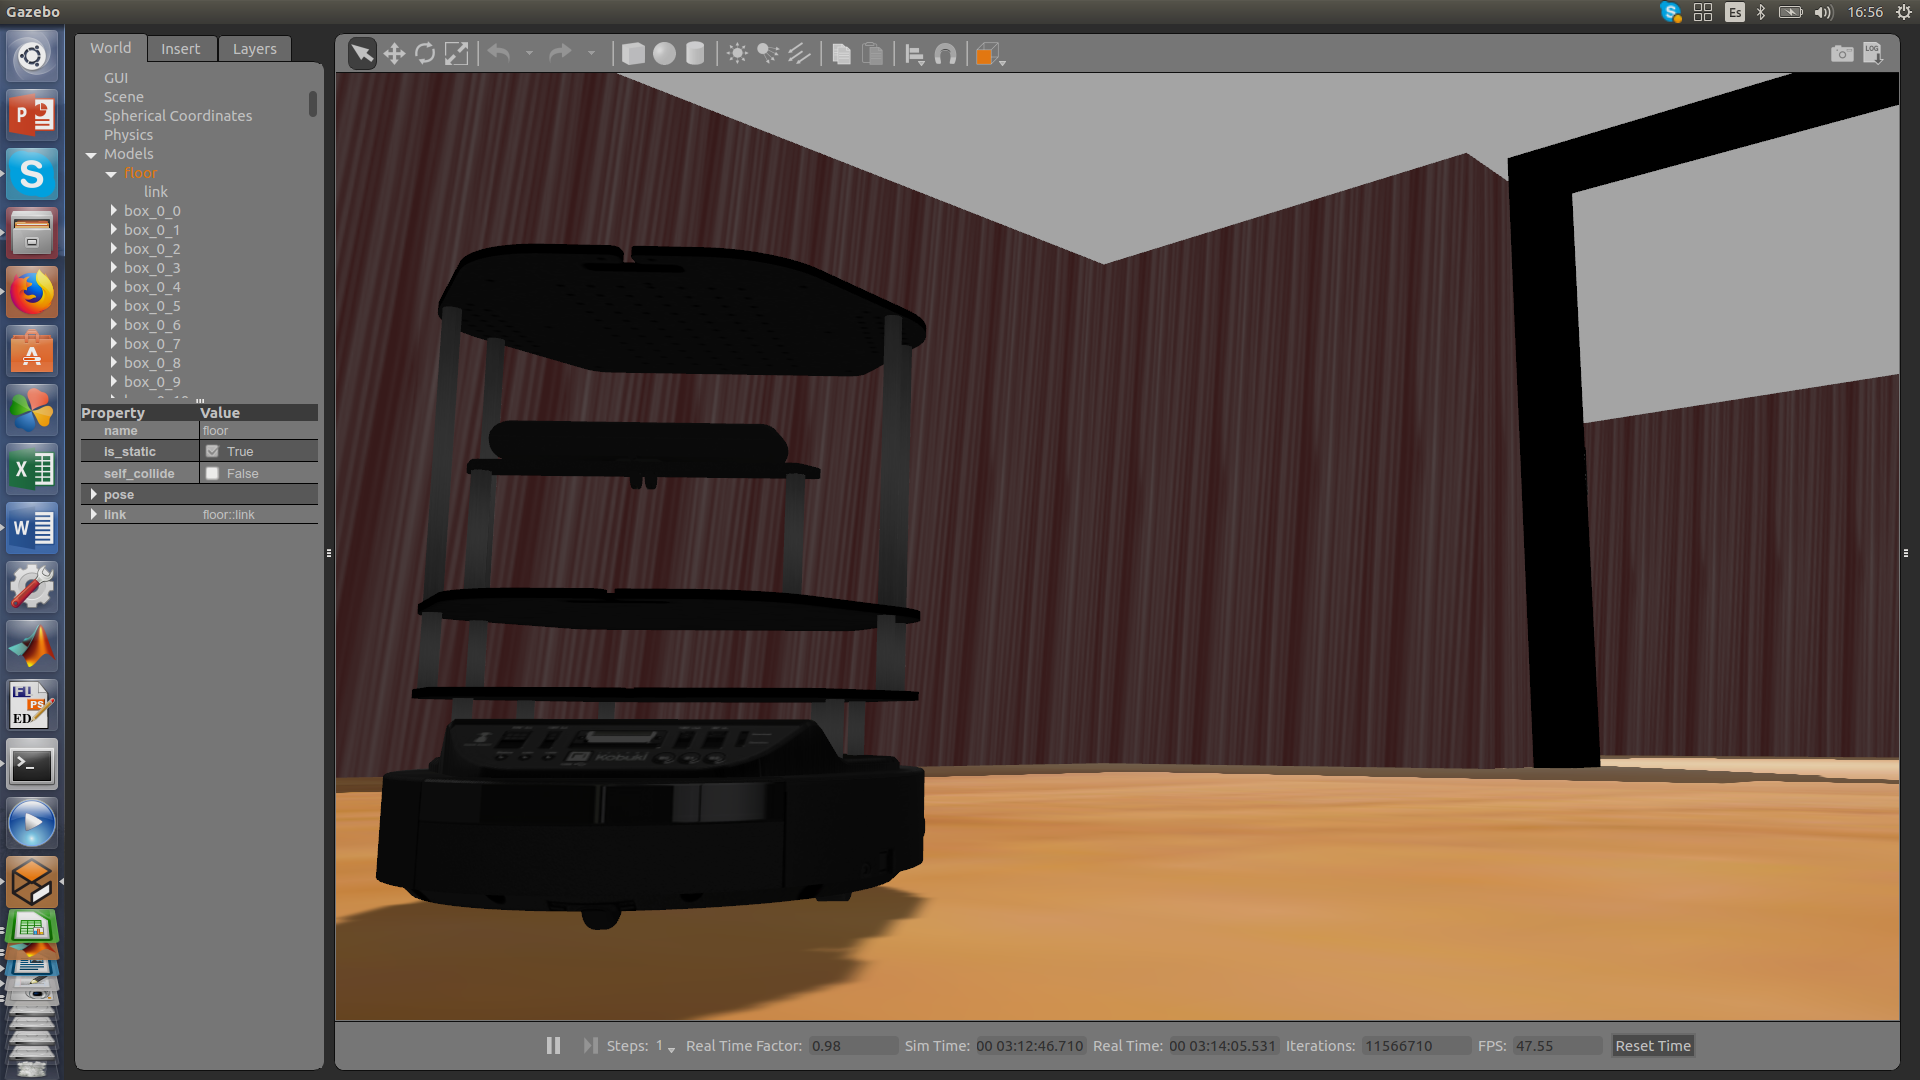 Gazebo
Es
16:56
World
Insert
Layers
LOG
GUI
Scene
Spherical Coordinates
Physics
Models
floor
link
box_0_0
box_0_1
box_0_2
box_0_3
box_0_4
box_0_5
box_0_6
box_0_7
box_0_8
box_0_9
Property Value
name floor
is_static True
self_collide False
pose
link floor::link
Kobuki
Steps: 1
Real Time Factor: 0.98
Sim Time: 00 03:12:46.710
Real Time: 00 03:14:05.531
Iterations: 11566710
FPS: 47.55
Reset Time